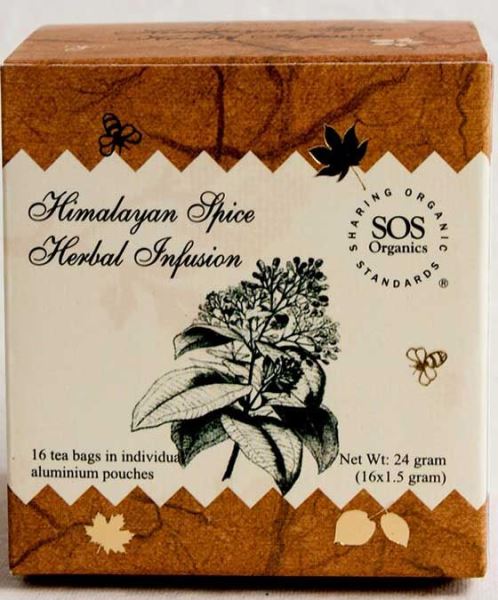 Himalayan Spice
Herbal Infusion
SHARING ORGANIC
SOS
Organics
STANDARDS ®
16 tea bags in individua
aluminium pouches
Net Wt: 24 gram
(16x1.5 gram)